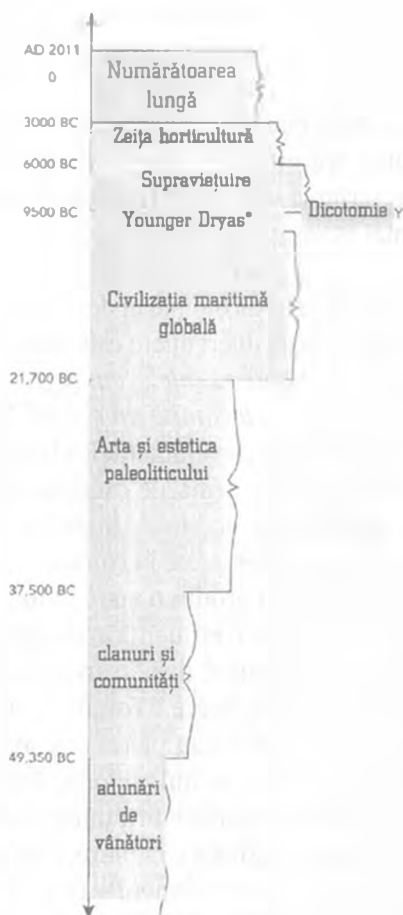 AD 2011
0
Numărătoarea
lungă
3000 BC
Zeița horticultură
6000 BC
Supraviețuire
9500 BC
Younger Dryas*
Dicotomie Y
Civilizația maritimă
globală
21,700 BC
Arta și estetica
paleoliticului
37,500 BC
clanuri și
comunități
49,350 BC
adunări
de
vânători